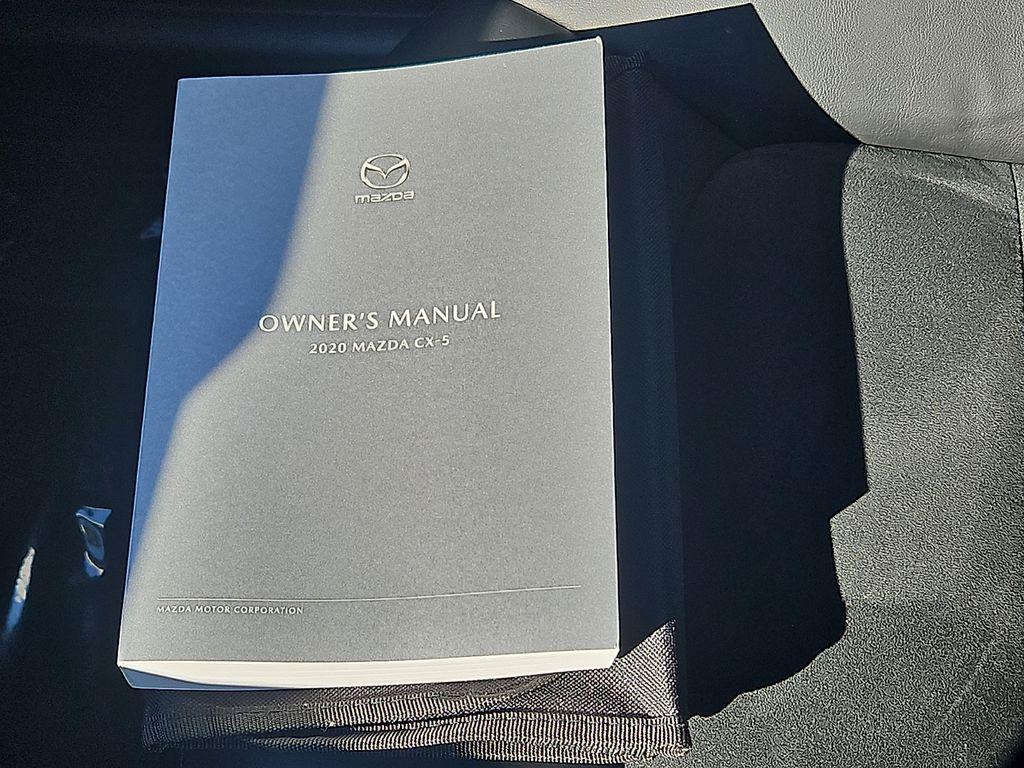 mazda
OWNER'S MANUAL
2020 MAZDA CX-5
MAZDA MOTOR CORPORATION